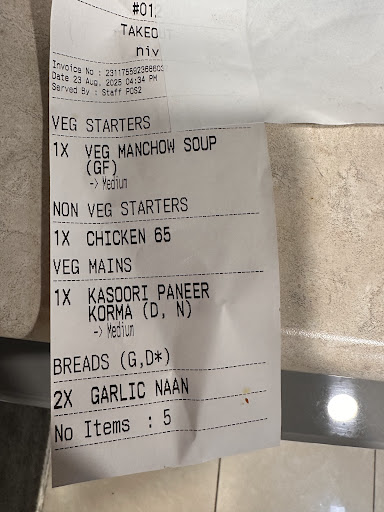 #01
TAKEO
niv
Invoice No :
Date 23 Aug, 2025 04:34 PM
Served By : Staff POS2
VEG STARTERS
1X VEG MANCHOW SOUP
(GF)
-> Medium
NON VEG STARTERS
1X CHICKEN 65
VEG MAINS
1X KASOORI PANEER
KORMA (D, N)
-> Medium
BREADS (G,D*)
2X GARLIC NAAN
No Items : 5